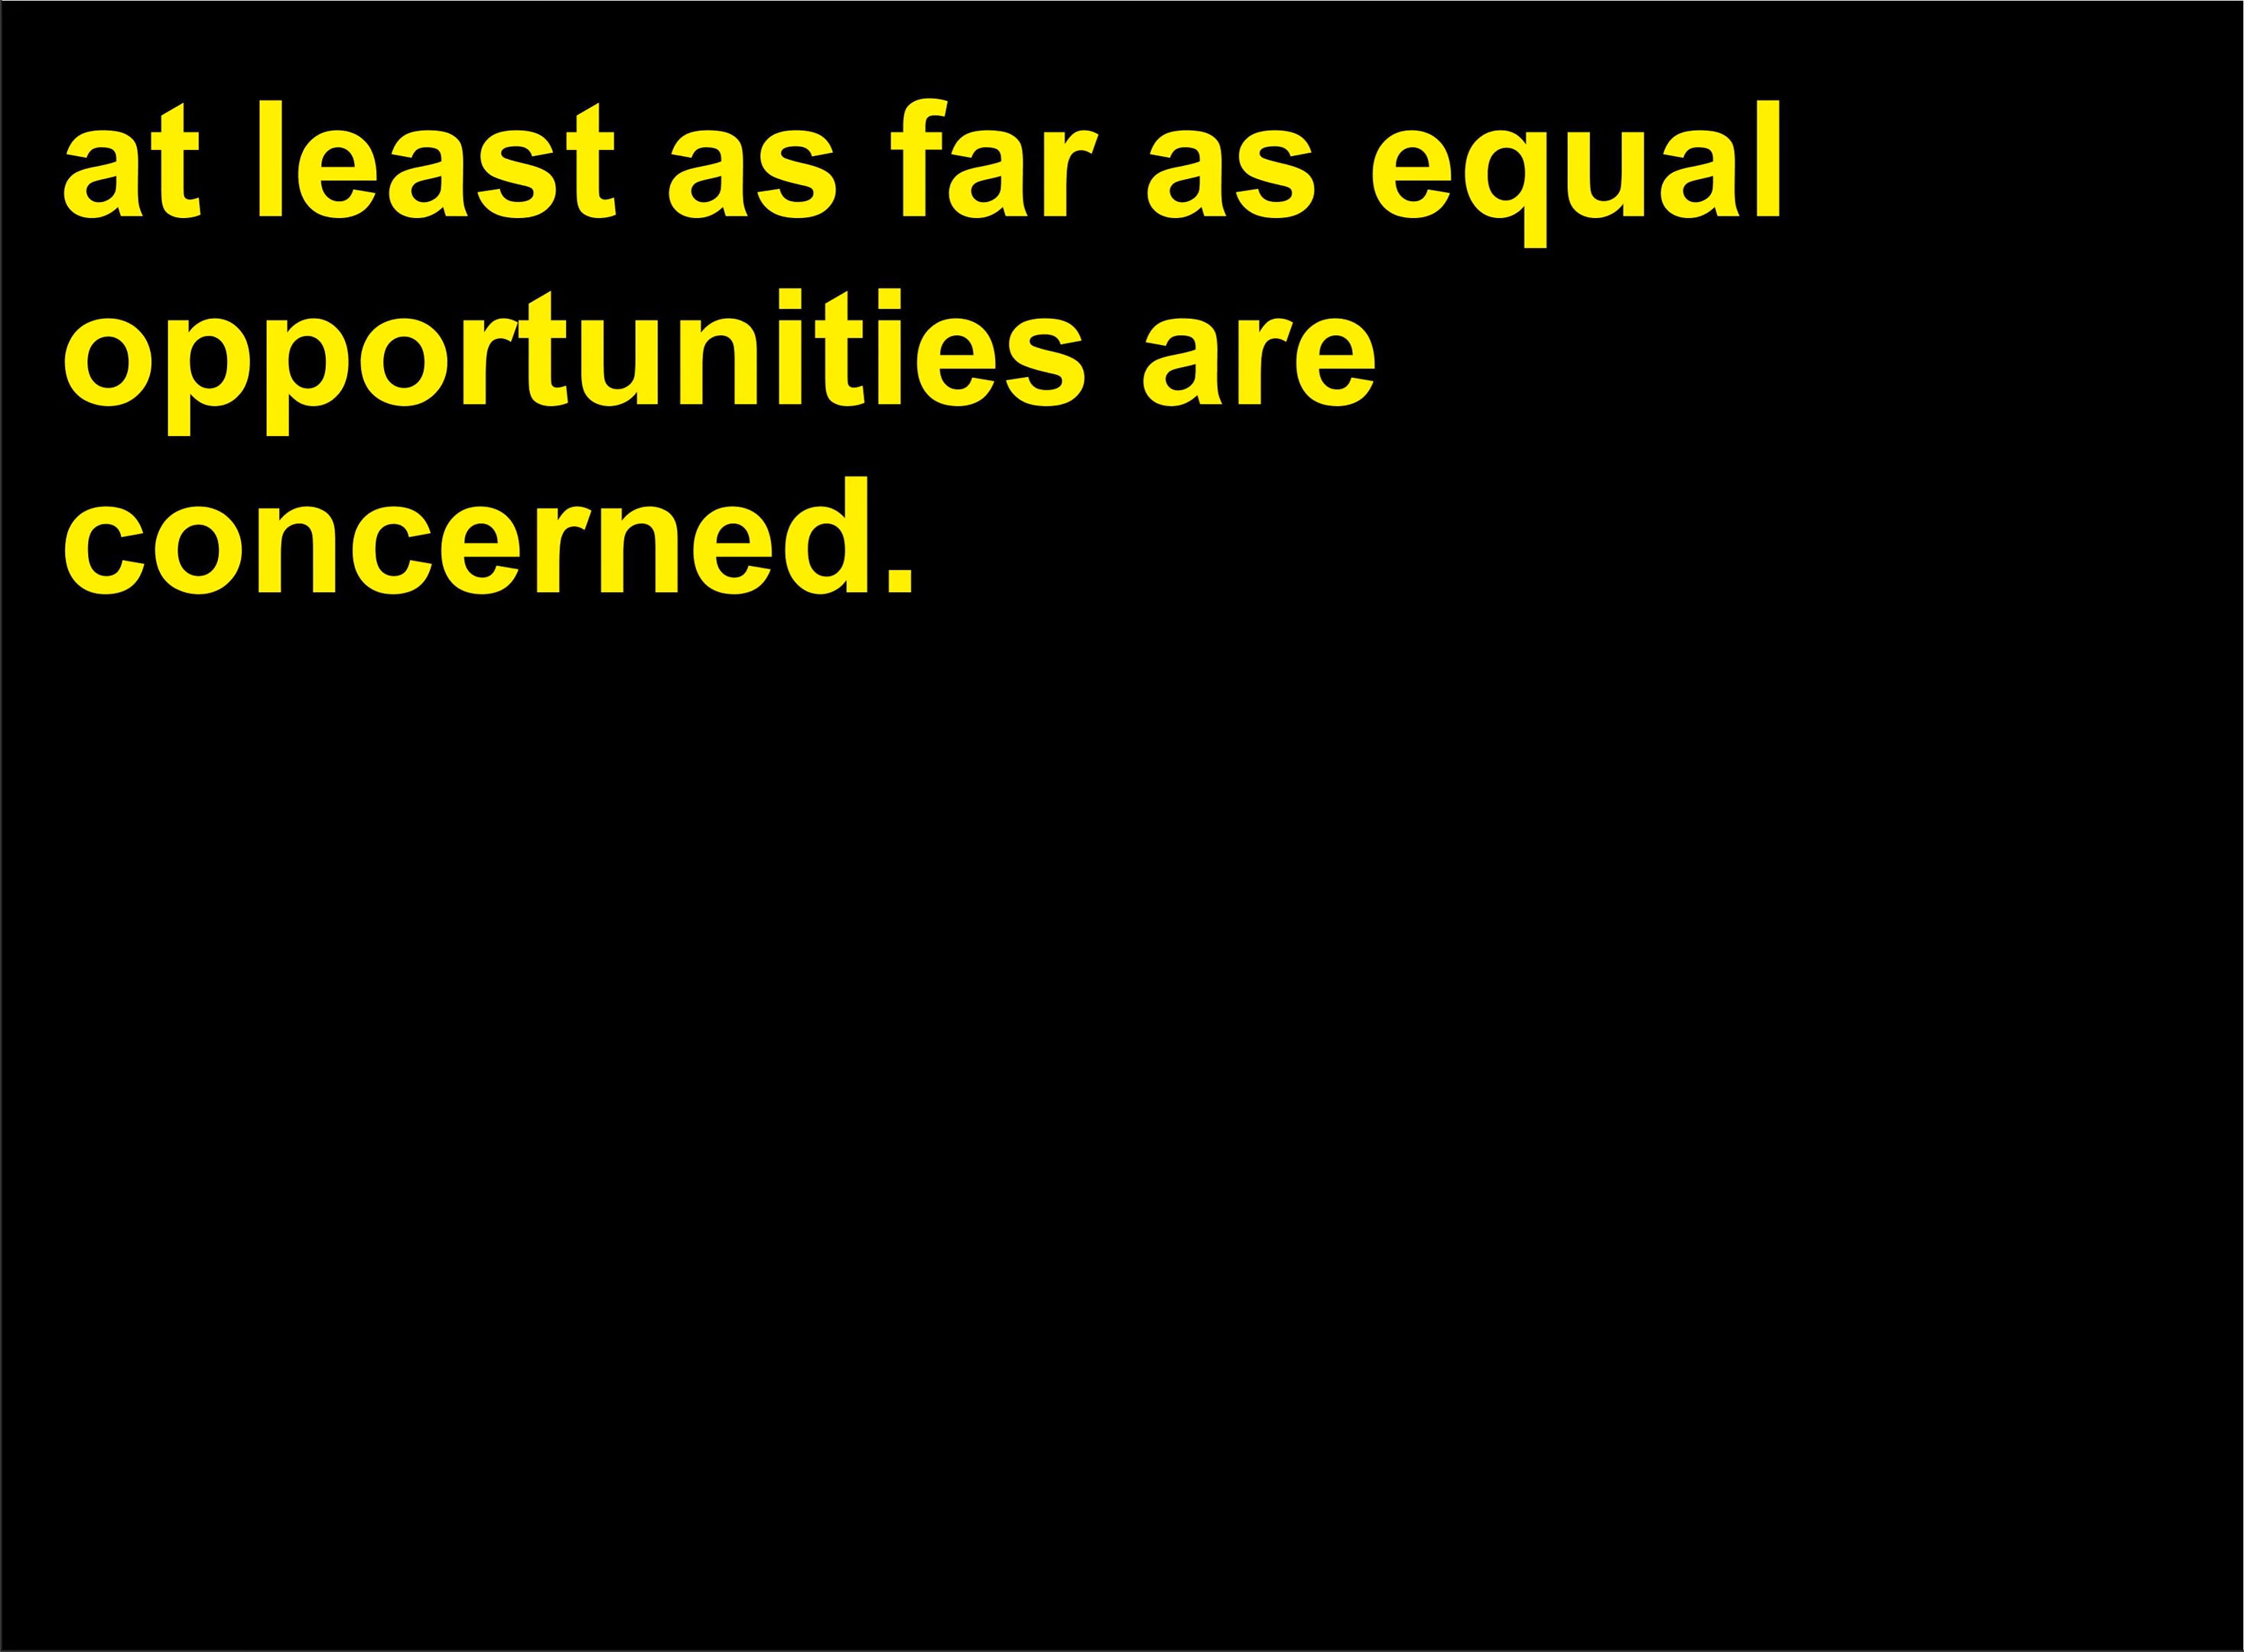 at least as far as equal
opportunities are
concerned.